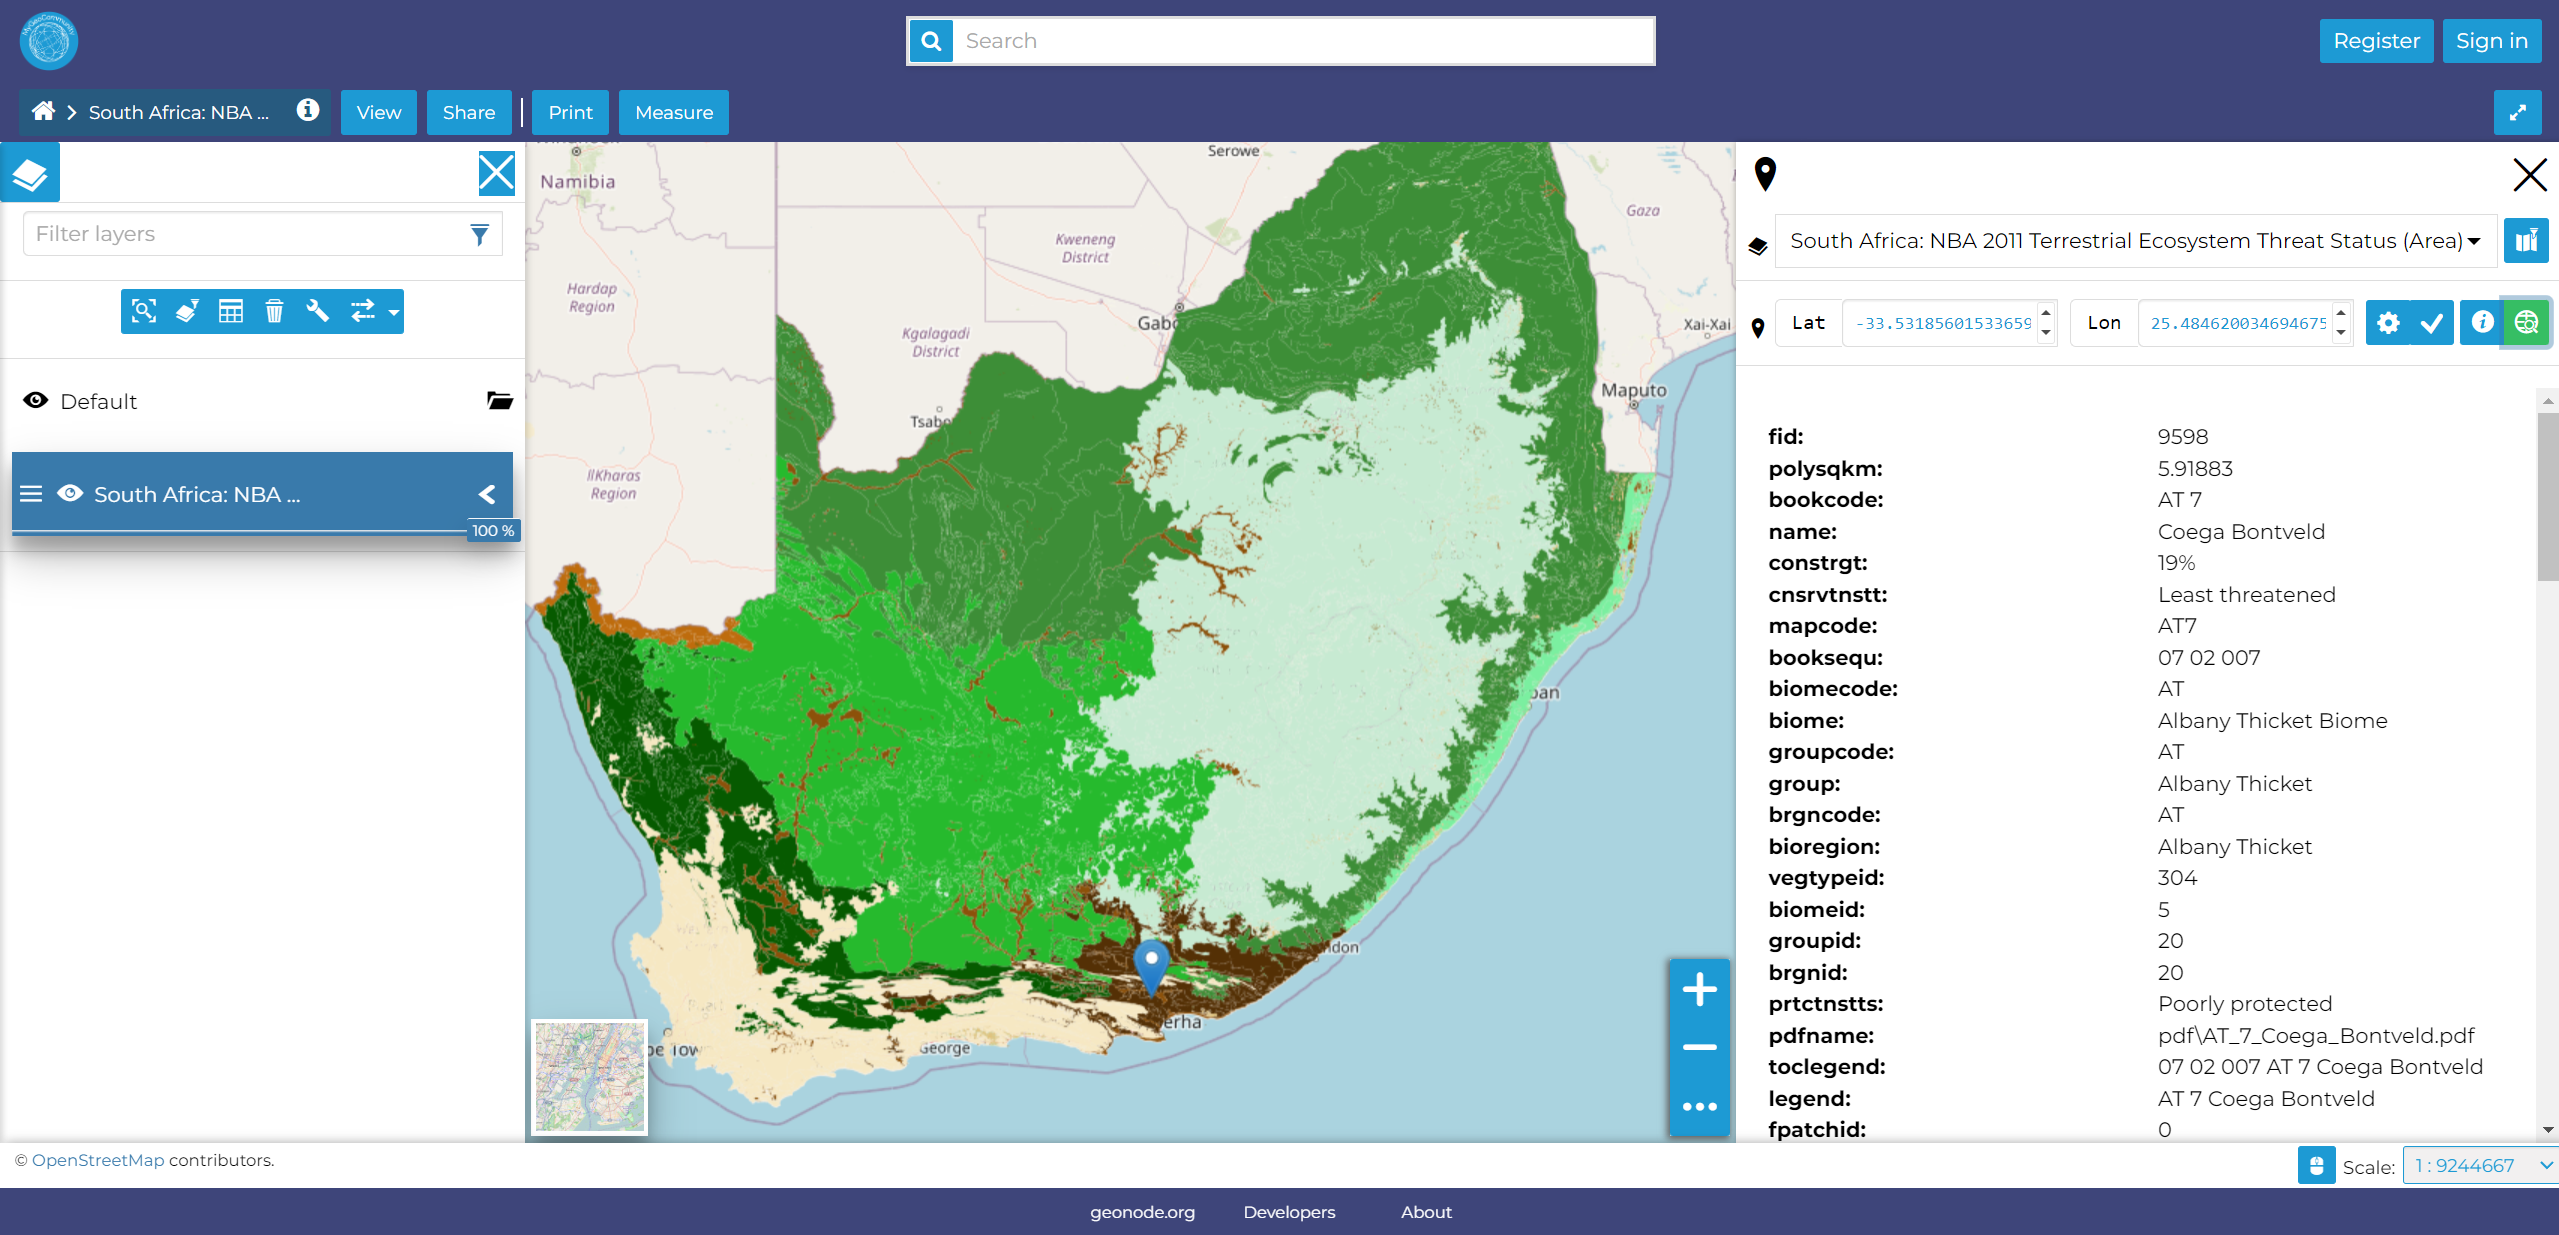 MyGeoCommunity
Search
Register
Sign in
South Africa: NBA ...
View
Share
Print
Measure
Filter layers
Default
South Africa: NBA ...
100 %
Namibia
Serowe
Gaza
Kweneng
District
Hardap
Region
Gabo
Xai-Xai
Kgalagadi
District
Maputo
Tsabo
llKharas
Region
ban
ndon
erha
George
pe Tow
South Africa: NBA 2011 Terrestrial Ecosystem Threat Status (Area)
Lat
-33.53185601533659
Lon
25.484620034694675
fid: 9598
polysqkm: 5.91883
bookcode: AT 7
name: Coega Bontveld
constrgt: 19%
cnsrvtnstt: Least threatened
mapcode: AT7
booksequ: 07 02 007
biomecode: AT
biome: Albany Thicket Biome
groupcode: AT
group: Albany Thicket
brgncode: AT
bioregion: Albany Thicket
vegtypeid: 304
biomeid: 5
groupid: 20
brgnid: 20
prtctnstts: Poorly protected
pdfname: pdf\AT_7_Coega_Bontveld.pdf
toclegend: 07 02 007 AT 7 Coega Bontveld
legend: AT 7 Coega Bontveld
fpatchid: 0
© OpenStreetMap contributors.
Scale:
1 : 9244667
geonode.org
Developers
About